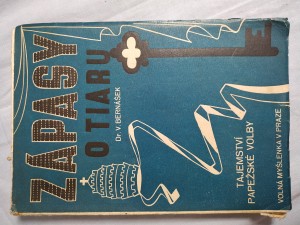 ZÁPASY
O TIARU
Dr V. BERNÁŠEK
TAJEMSTVÍ
PAPEŽSKÉ VOLBY
VOLNÁ MYŠLENKA V PRAZE